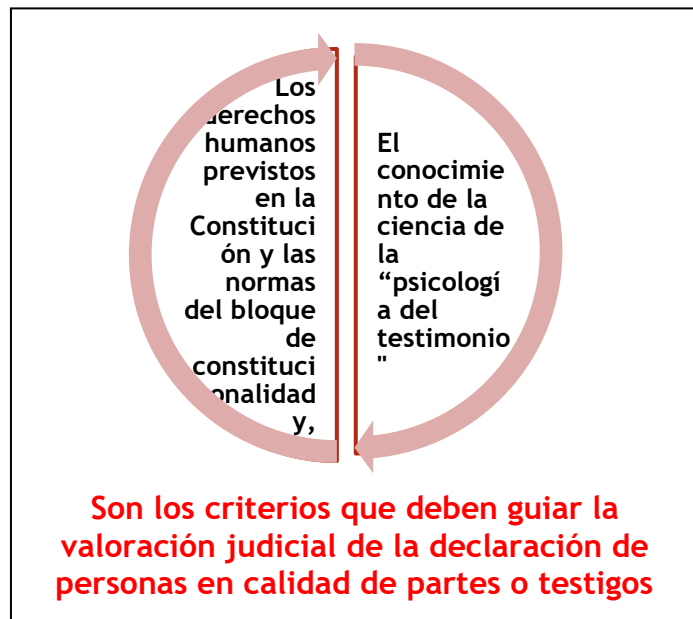 Los
derechos
humanos
previstos
en la
Constituci
ón y las
normas
del bloque
de
constituci
onalidad
y,
El
conocimie
nto de la
ciencia de
la
“psicologí
a del
testimonio
"
Son los criterios que deben guiar la
valoración judicial de la declaración de
personas en calidad de partes o testigos